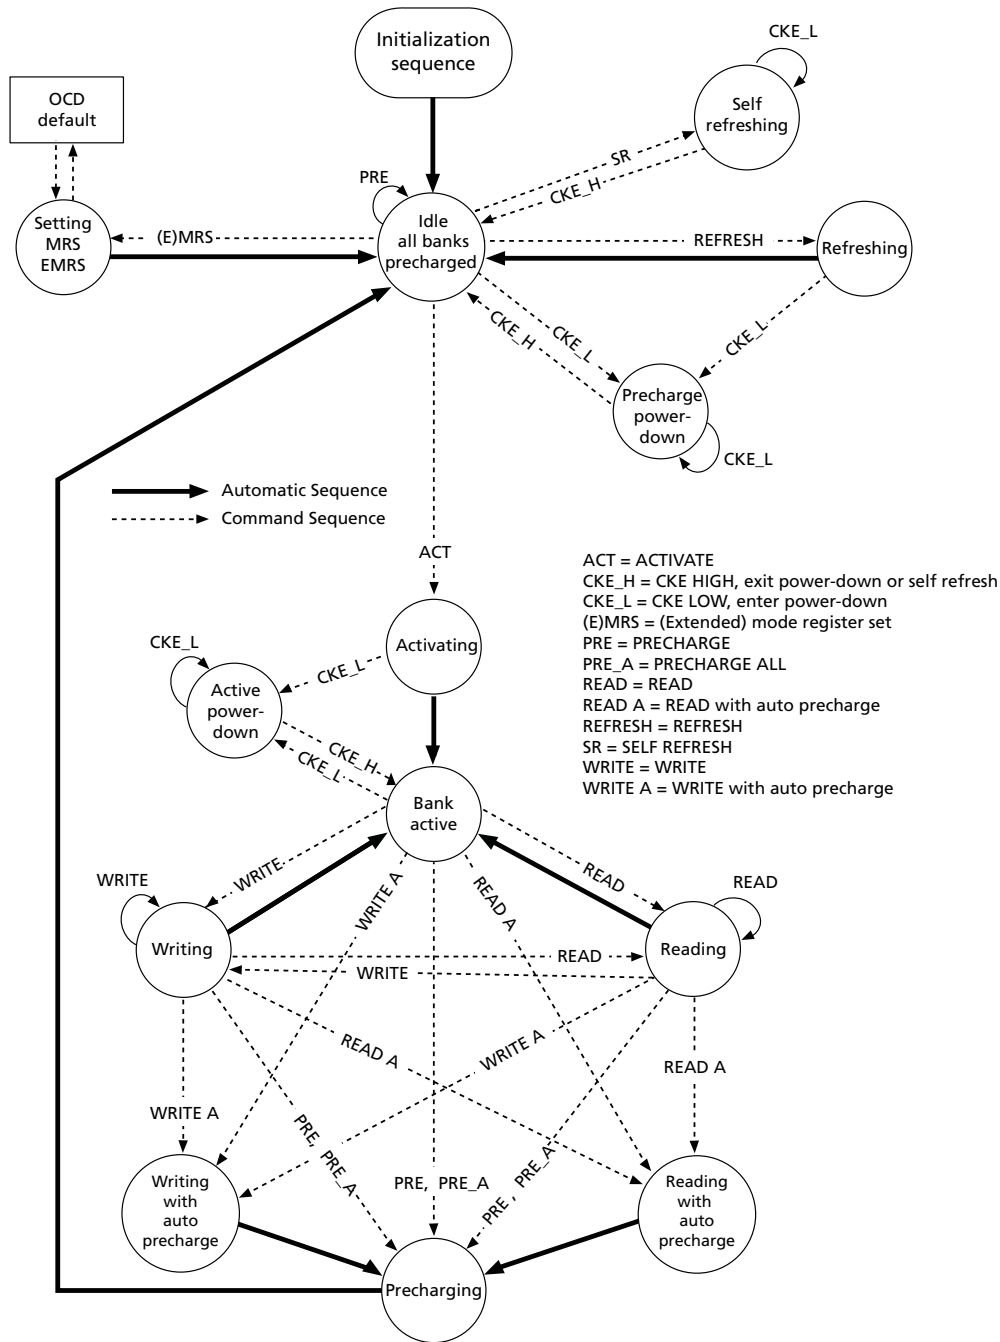 Initialization
sequence
CKE_L
OCD
default
Self
refreshing
SR
CKE_H
PRE
Setting
MRS
EMRS
(E)MRS
Idle
all banks
precharged
REFRESH
Refreshing
CKE_H
CKE_L
CKE_L
Precharge
power-
down
CKE_L
Automatic Sequence
Command Sequence
ACT
ACT = ACTIVATE
CKE_H = CKE HIGH, exit power-down or self refresh
CKE_L = CKE LOW, enter power-down
(E)MRS = (Extended) mode register set
PRE = PRECHARGE
PRE_A = PRECHARGE ALL
READ = READ
READ A = READ with auto precharge
REFRESH = REFRESH
SR = SELF REFRESH
WRITE = WRITE
WRITE A = WRITE with auto precharge
Activating
CKE_L
CKE_L
Active
power-
down
CKE_H
CKE_L
Bank
active
WRITE
WRITE
WRITE A
READ A
READ
READ
Writing
READ
WRITE
Reading
READ A
WRITE A
READ A
WRITE A
PRE, PRE_A
PRE, PRE_A
PRE, PRE_A
Writing
with
auto
precharge
Reading
with
auto
precharge
Precharging